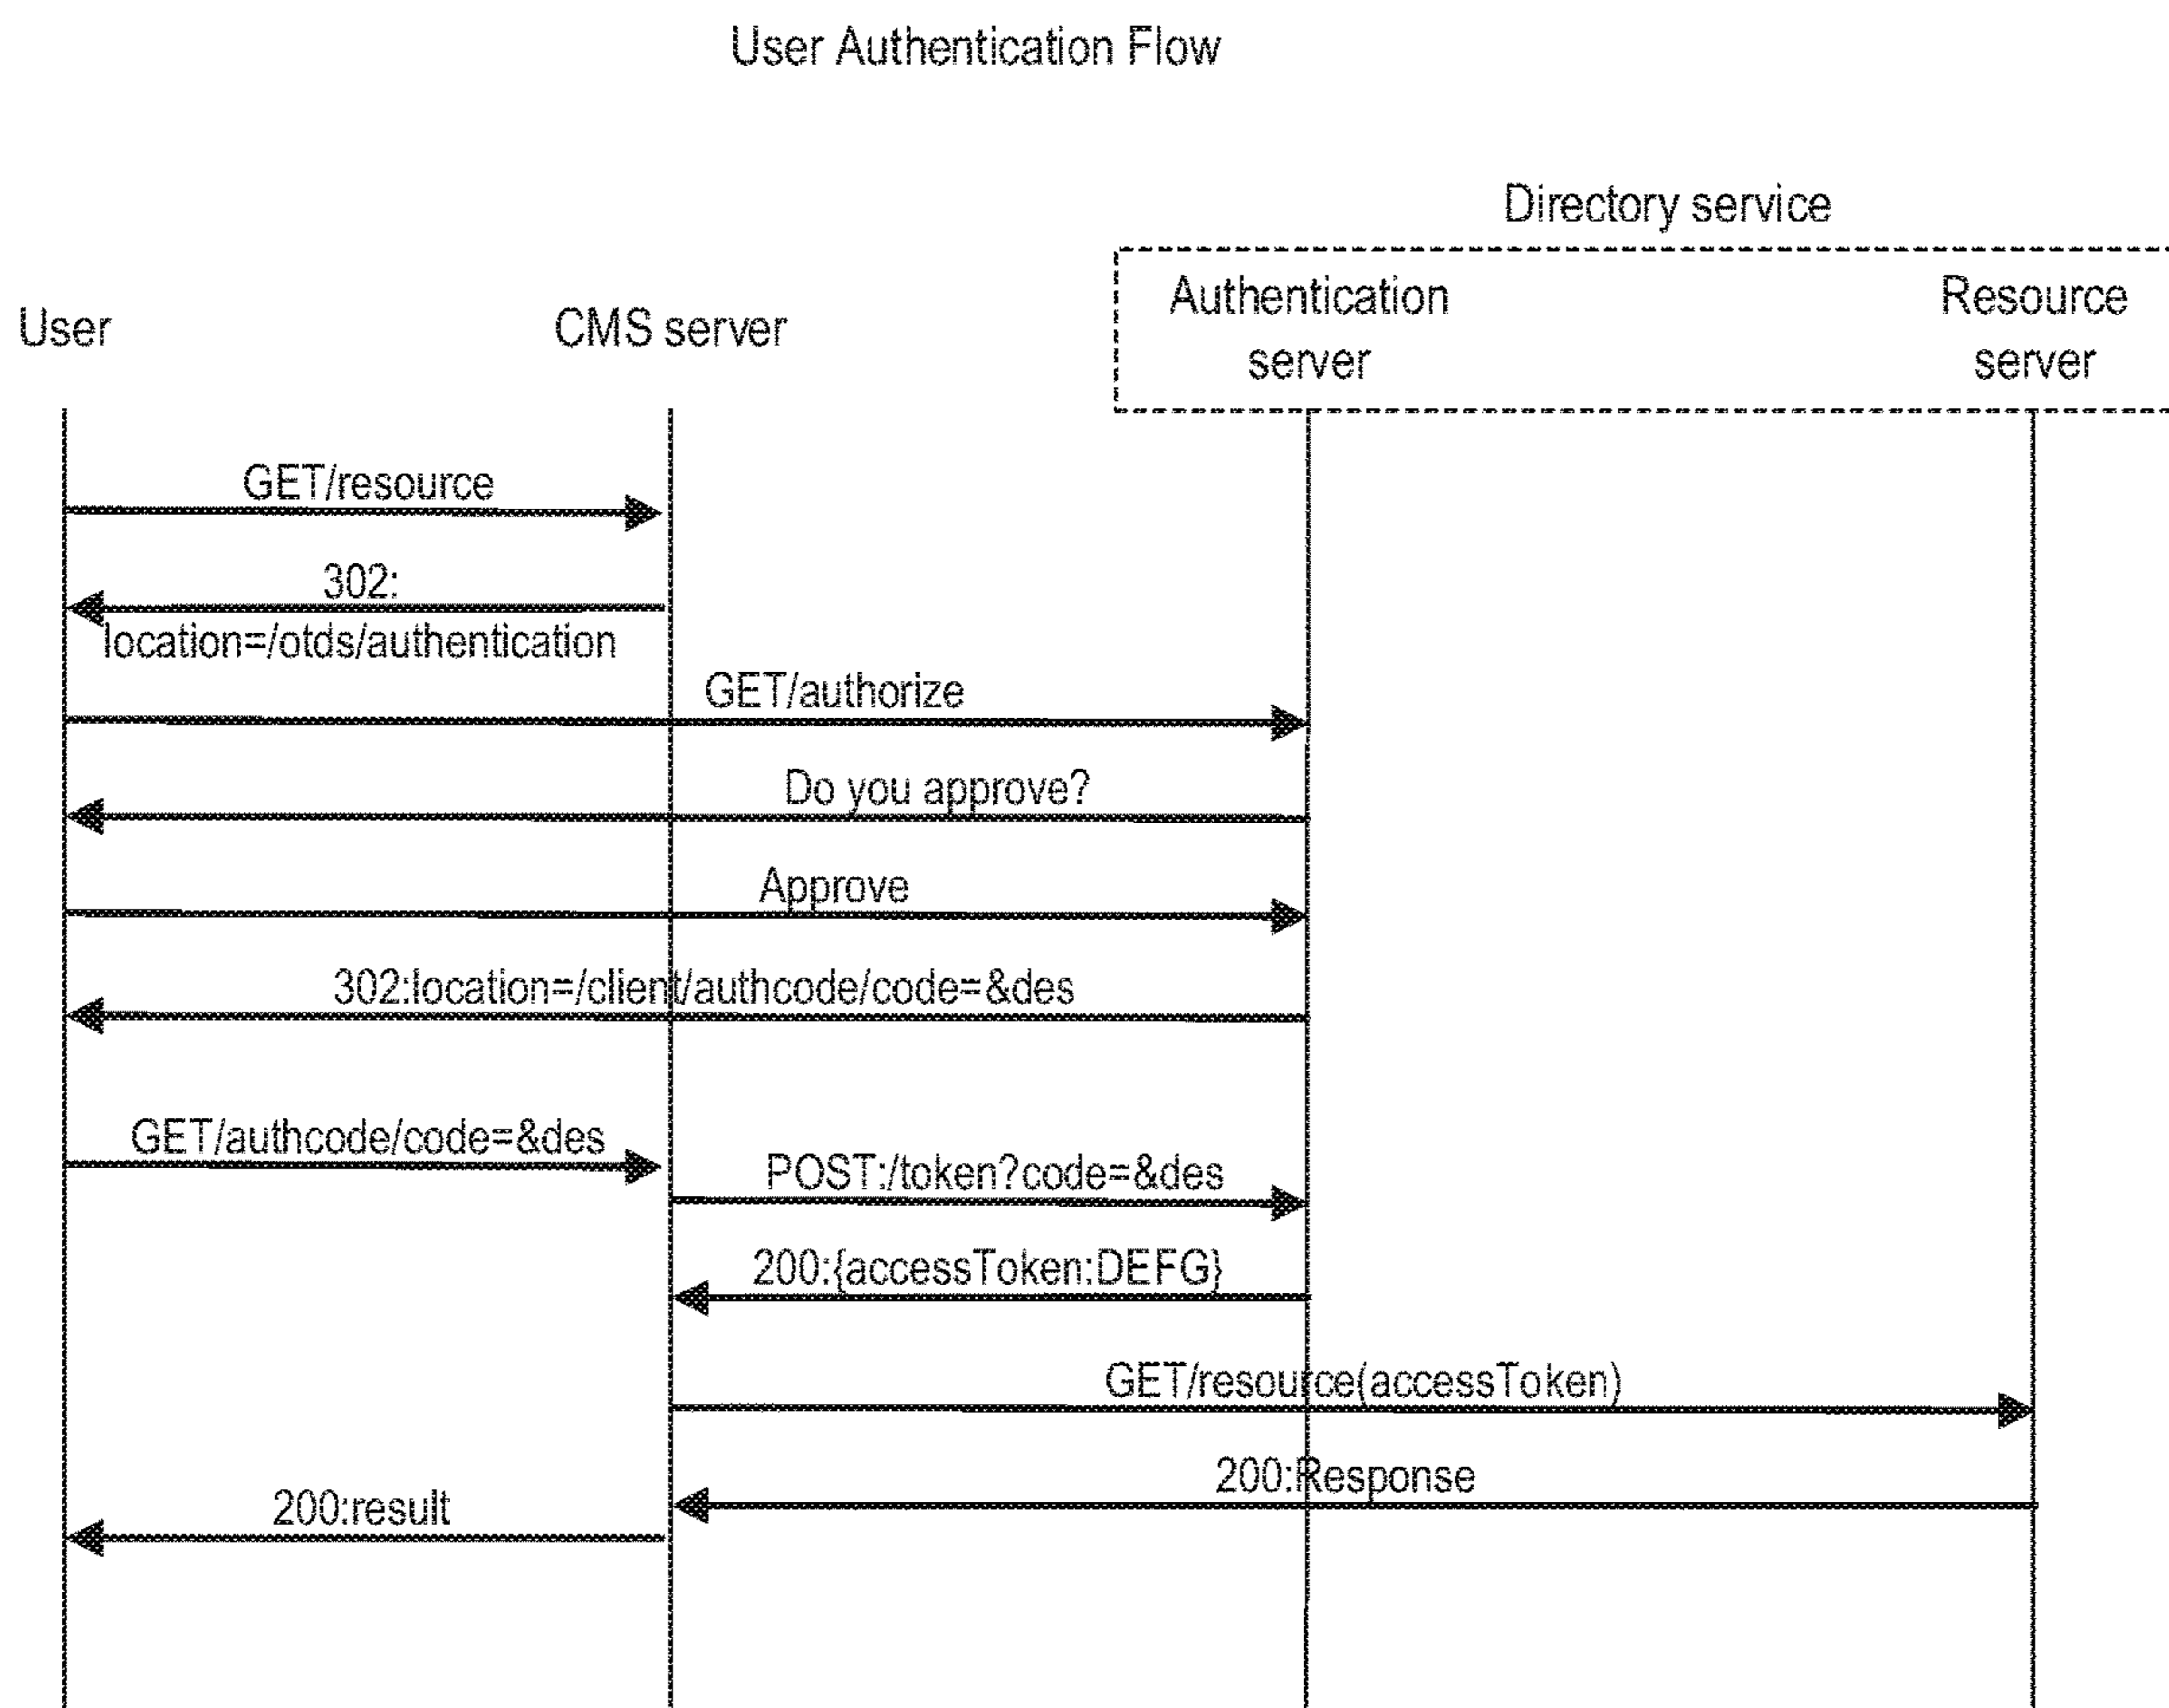 User Authentication Flow
Directory service
User
CMS server
Authentication
server
Resource
server
GET/resource
302:
location=/otds/authentication
GET/authorize
Do you approve?
Approve
302:location=/client/authcode/code=&des
GET/authcode/code=&des
POST:/token?code=&des
200:{accessToken:DEFG}
GET/resource(accessToken)
200:Response
200:result